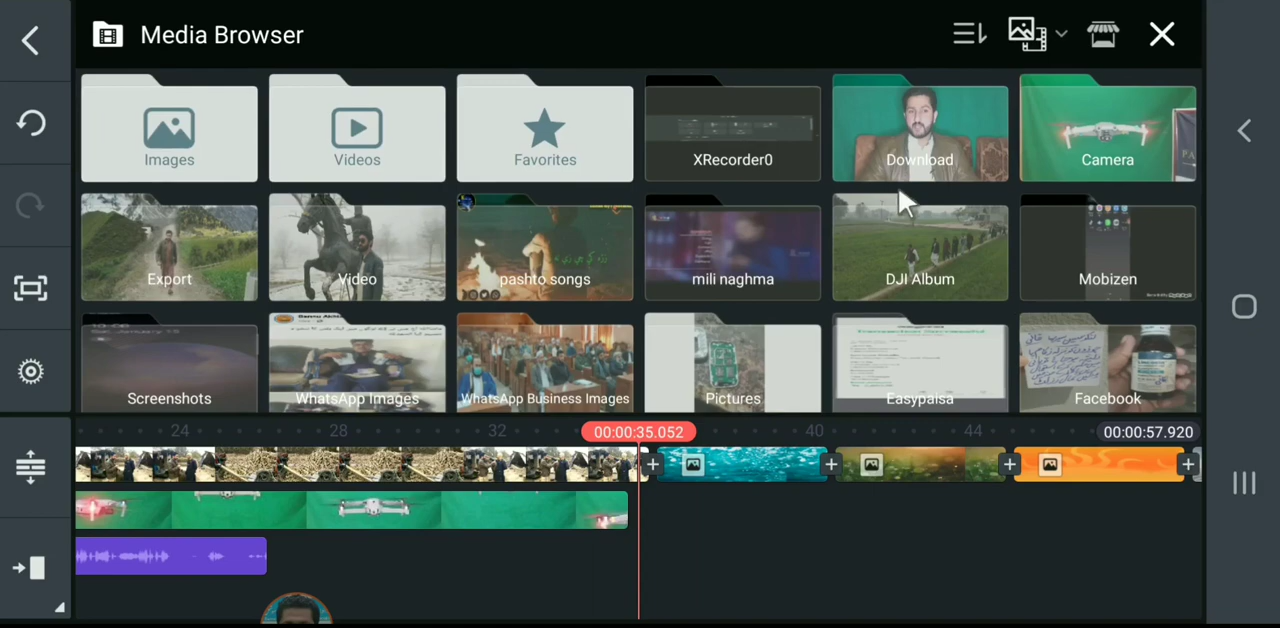 Media Browser
Images
Videos
Favorites
XRecorder0
Download
Camera
Export
Video
pashto songs
mili naghma
DJI Album
Mobizen
Screenshots
WhatsApp Images
WhatsApp Business Images
Pictures
Easypaisa
Facebook
24
28
32
00:00:35.052
40
44
00:00:57.920